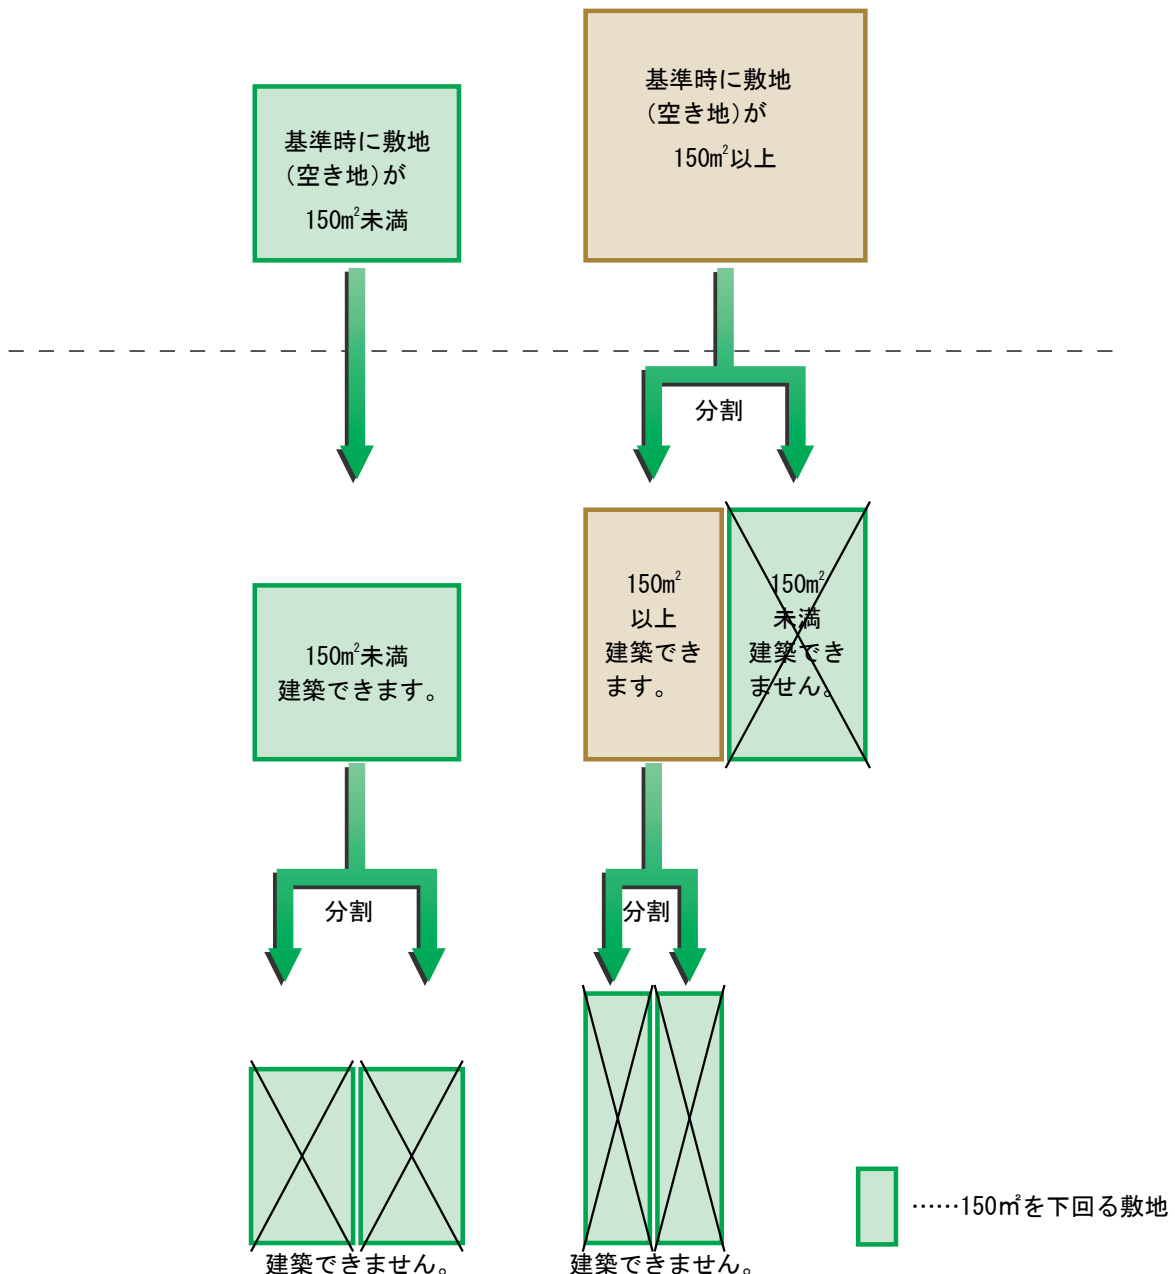 基準時に敷地
(空き地)が
150m²以上
基準時に敷地
(空き地)が
150m²未満
分割
150m²
以上
建築でき
ます。
150m²
未満
建築でき
ません。
150m²未満
建築できます。
分割
分割
……150㎡を下回る敷地
建築できません。
建築できません。